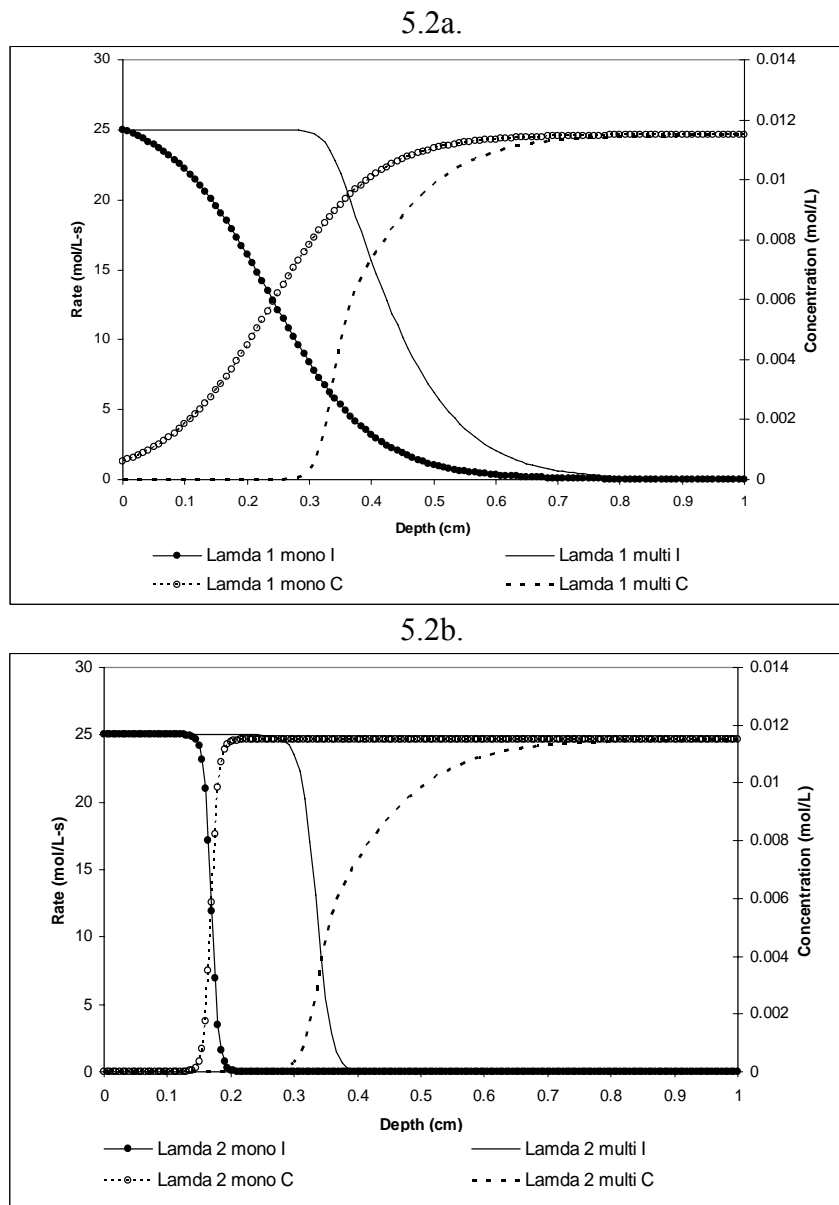 5.2a.
30
25
20
15
10
5
0
Rate (mol/L-s)
0.014
0.012
0.01
0.008
0.006
0.004
0.002
0
Concentration (mol/L)
0 0.1 0.2 0.3 0.4 0.5 0.6 0.7 0.8 0.9 1
Depth (cm)
Lamda 1 mono I Lamda 1 multi I
Lamda 1 mono C Lamda 1 multi C
5.2b.
30
25
20
15
10
5
0
Rate (mol/L-s)
0.014
0.012
0.01
0.008
0.006
0.004
0.002
0
Concentration (mol/L)
0 0.1 0.2 0.3 0.4 0.5 0.6 0.7 0.8 0.9 1
Depth (cm)
Lamda 2 mono I Lamda 2 multi I
Lamda 2 mono C Lamda 2 multi C